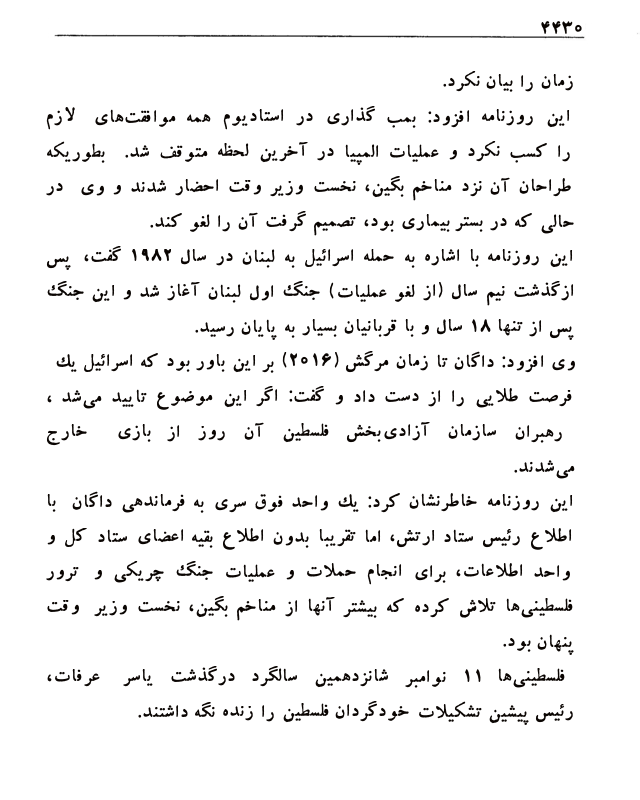 ۴۴۳۰
زمان را بیان نکرد.
این روزنامه افزود: بمب گذاری در استادیوم همه موافقت‌های لازم
را کسب نکرد و عملیات المپیا در آخرین لحظه متوقف شد. بطوریکه
طراحان آن نزد مناخم بگین، نخست وزیر وقت احضار شدند و وی در
حالی که در بستر بیماری بود، تصمیم گرفت آن را لغو کند.
این روزنامه با اشاره به حمله اسرائیل به لبنان در سال ۱۹۸۲ گفت، پس
ازگذشت نیم سال (از لغو عملیات) جنگ اول لبنان آغاز شد و این جنگ
پس از تنها ۱۸ سال و با قربانیان بسیار به پایان رسید.
وی افزود: داگان تا زمان مرگش (۲۰۱۶) بر این باور بود که اسرائیل یك
فرصت طلایی را از دست داد و گفت: اگر این موضوع تایید می‌شد ،
رهبران سازمان آزادی‌بخش فلسطین آن روز از بازی خارج
می‌شدند.
این روزنامه خاطرنشان کرد: یك واحد فوق سری به فرماندهی داگان با
اطلاع رئیس ستاد ارتش، اما تقریبا بدون اطلاع بقیه اعضای ستاد کل و
واحد اطلاعات، برای انجام حملات و عملیات جنگ چریکی و ترور
فلسطینی‌ها تلاش کرده که بیشتر آنها از مناخم بگین، نخست وزیر وقت
پنهان بود.
فلسطینی‌ها ۱۱ نوامبر شانزدهمین سالگرد درگذشت یاسر عرفات،
رئیس پیشین تشکیلات خودگردان فلسطین را زنده نگه داشتند.